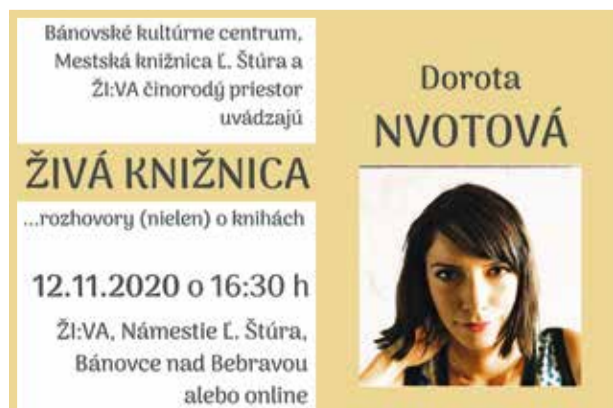 Bánovské kultúrne centrum,
Mestská knižnica Ľ. Štúra a
ŽI:VA činorodý priestor
uvádzajú
ŽIVÁ KNIŽNICA
...rozhovory (nielen) o knihách
12.11.2020 o 16:30 h
ŽI:VA, Námestie Ľ. Štúra,
Bánovce nad Bebravou
alebo online
Dorota
NVOTOVÁ